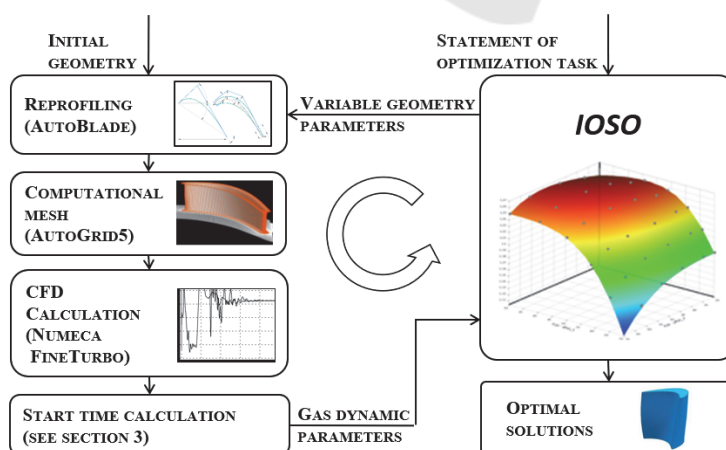 INITIAL
GEOMETRY
STATEMENT OF
OPTIMIZATION TASK
REPROFILING
(AUTOBLADE)
VARIABLE GEOMETRY
PARAMETERS
IOSO
COMPUTATIONAL
MESH
(AUTOGRID5)
CFD
CALCULATION
(NUMECA
FINETURBO)
START TIME CALCULATION
(SEE SECTION 3)
GAS DYNAMIC
PARAMETERS
OPTIMAL
SOLUTIONS